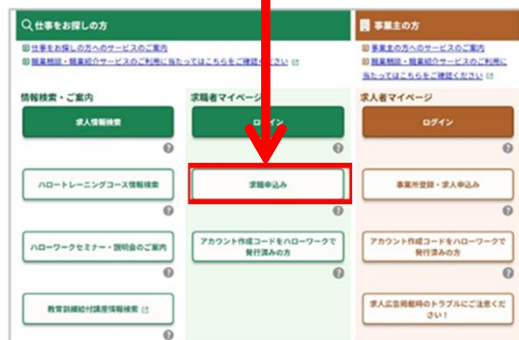 仕事をお探しの方
仕事をお探しの方へのサービスのご案内
職業相談・職業紹介サービスのご利用に当たってはこちらをご確認ください
情報検索・ご案内
求人情報検索
ハロートレーニングコース情報検索
ハローワークセミナー・説明会のご案内
教育訓練給付講座情報検索
求職者マイページ
ログイン
求職申込み
アカウント作成コードをハローワークで
発行済みの方
事業主の方
事業主の方へのサービスのご案内
職業相談・職業紹介サービスのご利用に
当たってはこちらをご確認ください
求人者マイページ
ログイン
事業所登録・求人申込み
アカウント作成コードをハローワークで
発行済みの方
求人広告掲載時のトラブルにご注意くだ
さい！